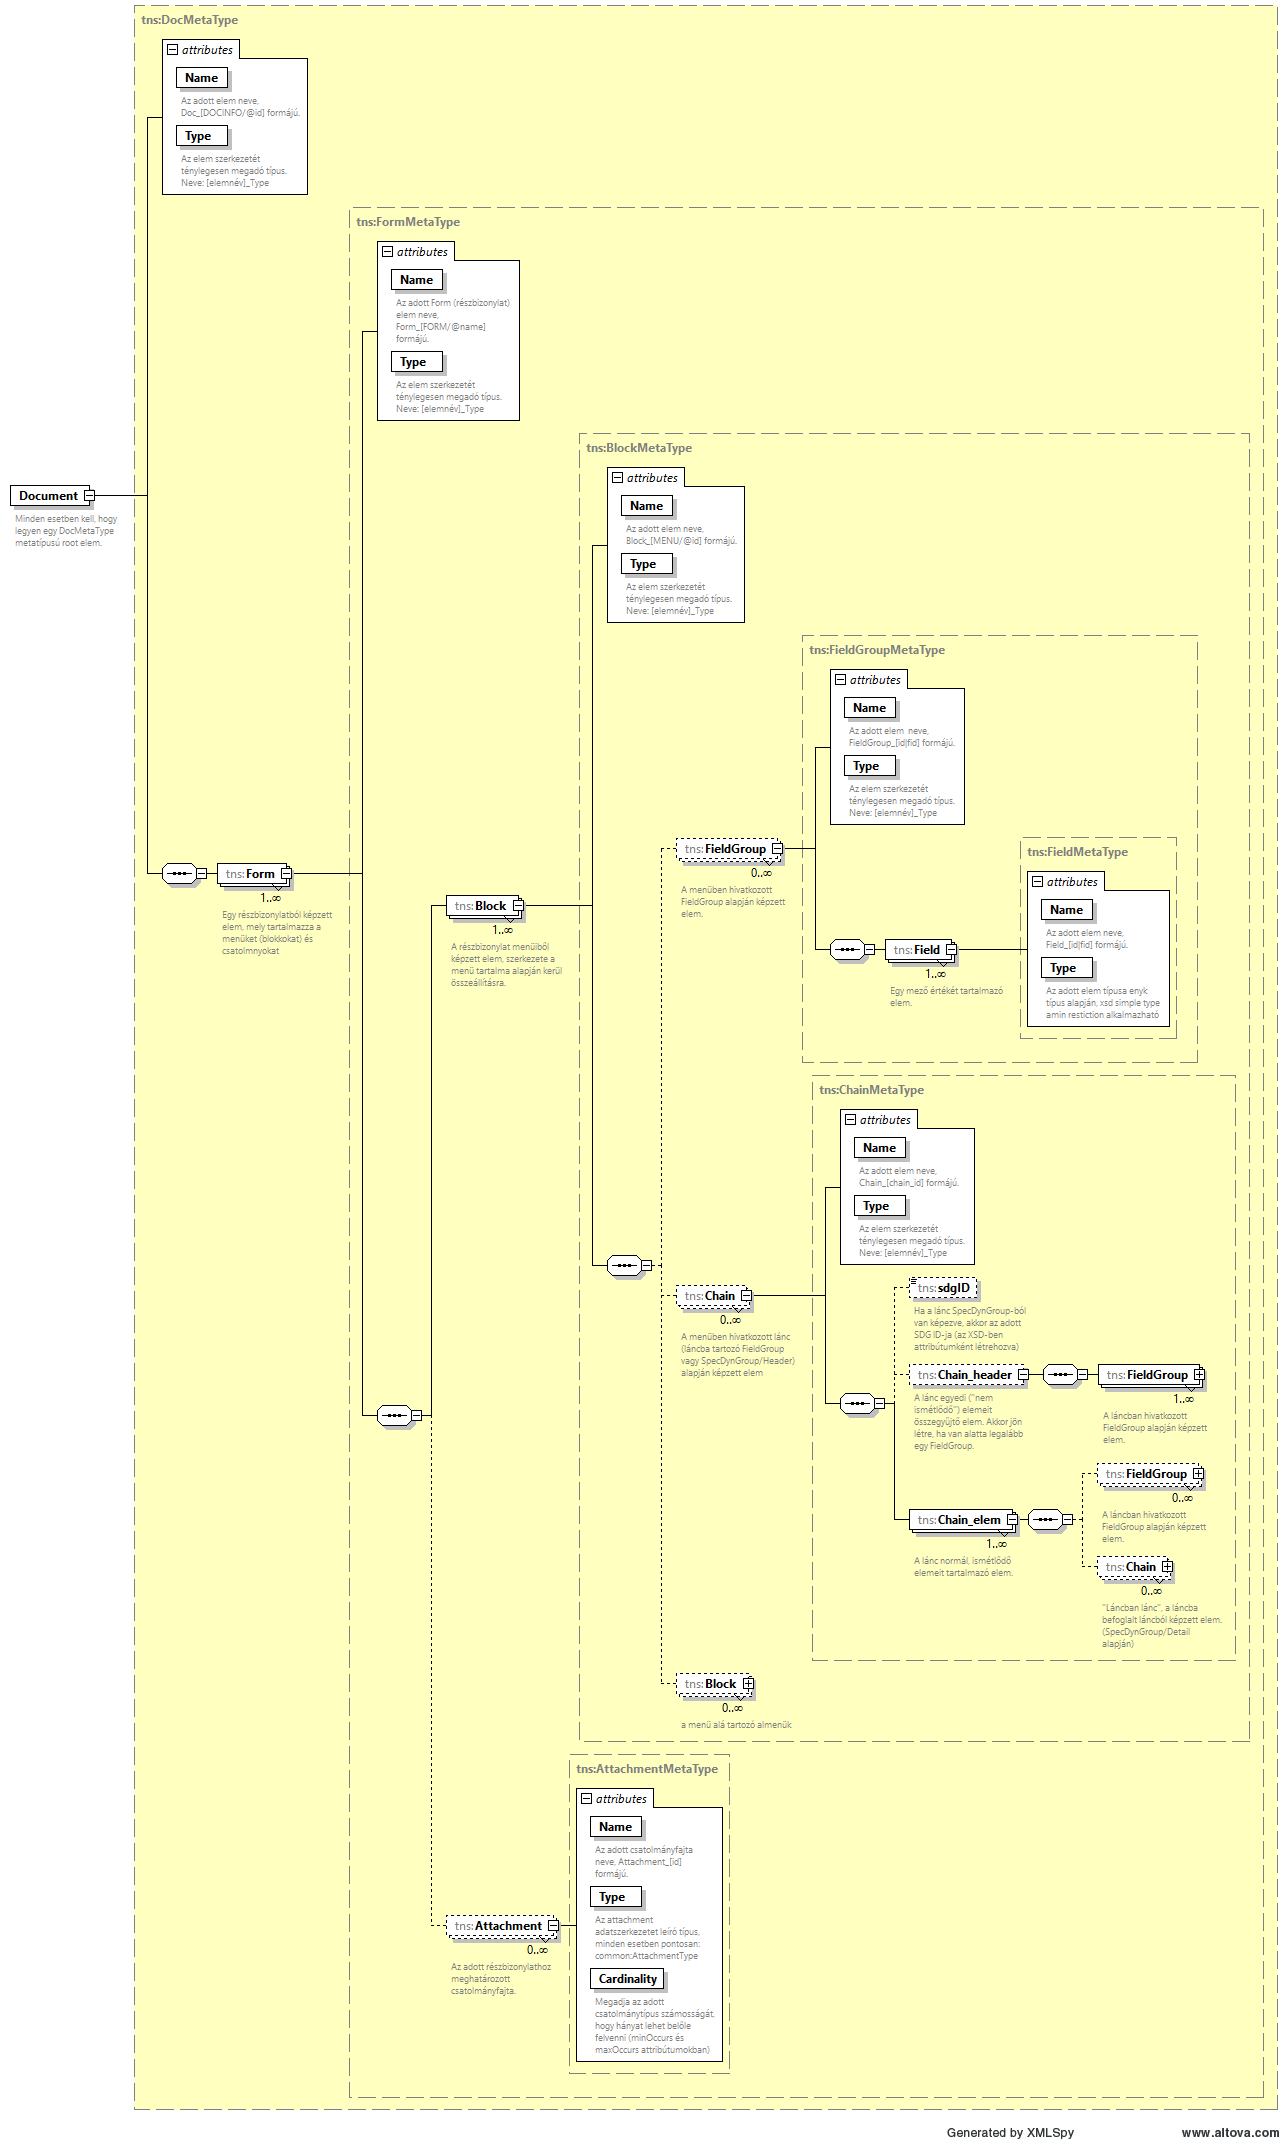 tns:DocMetaType
attributes
Name
Az adott elem neve,
Doc_[DOCINFO/@id] formájú.
Type
Az elem szerkezetét
ténylegesen megadó típus.
Neve: [elemnév]_Type
tns:FormMetaType
attributes
Name
Az adott Form (részbizonylat)
elem neve,
Form_[FORM/@name]
formájú.
Type
Az elem szerkezetét
ténylegesen megadó típus.
Neve: [elemnév]_Type
tns:BlockMetaType
attributes
Name
Az adott elem neve,
Block_[MENU/@id] formájú.
Type
Az elem szerkezetét
ténylegesen megadó típus.
Neve: [elemnév]_Type
Document
Minden esetben kell, hogy
legyen egy DocMetaType
metatípusú root elem.
tns:FieldGroupMetaType
attributes
Name
Az adott elem  neve,
FieldGroup_[id|fid] formájú.
Type
Az elem szerkezetét
ténylegesen megadó típus.
Neve: [elemnév]_Type
tns:FieldGroup
0..∞
A menüben hivatkozott
FieldGroup alapján képzett
elem.
tns:FieldMetaType
attributes
Name
Az adott elem neve,
Field_[id|fid] formájú.
Type
Az adott elem típusa enyk
típus alapján, xsd simple type
amin restiction alkalmazható
tns:Form
1..∞
Egy részbizonylatból képzett
elem, mely tartalmazza a
menüket (blokkokat) és
csatolmnyokat
tns:Block
1..∞
A részbizonylat menüiből
képzett elem, szerkezete a
menü tartalma alapján kerül
összeállításra.
tns:Field
1..∞
Egy mező értékét tartalmazó
elem.
tns:ChainMetaType
attributes
Name
Az adott elem neve,
Chain_[chain_id] formájú.
Type
Az elem szerkezetét
ténylegesen megadó típus.
Neve: [elemnév]_Type
tns:Chain
0..∞
A menüben hivatkozott lánc
(láncba tartozó FieldGroup
vagy SpecDynGroup/Header)
alapján képzett elem
tns:sdgID
Ha a lánc SpecDynGroup-ból
van képezve, akkor az adott
SDG ID-ja (az XSD-ben
attribútumként létrehozva)
tns:Chain_header
A lánc egyedi ("nem
ismétlődő") elemeit
összegyűjtő elem. Akkor jön
létre, ha van alatta legalább
egy FieldGroup.
tns:FieldGroup
1..∞
A láncban hivatkozott
FieldGroup alapján képzett
elem.
tns:Chain_elem
1..∞
A lánc normál, ismétlődő
elemeit tartalmazó elem.
tns:FieldGroup
0..∞
A láncban hivatkozott
FieldGroup alapján képzett
elem.
tns:Chain
0..∞
"Láncban lánc", a láncba
befoglalt láncból képzett elem.
(SpecDynGroup/Detail
alapján)
tns:Block
0..∞
a menü alá tartozó almenük
tns:AttachmentMetaType
attributes
Name
Az adott csatolmányfajta
neve, Attachment_[id]
formájú.
Type
Az attachment
adatszerkezetet leíró típus,
minden esetben pontosan:
common:AttachmentType
Cardinality
Megadja az adott
csatolmánytípus számosságát,
hogy hányat lehet belőle
felvenni (minOccurs és
maxOccurs attribútumokban)
tns:Attachment
0..∞
Az adott részbizonylathoz
meghatározott
csatolmányfajta.
Generated by XMLSpy
www.altova.com